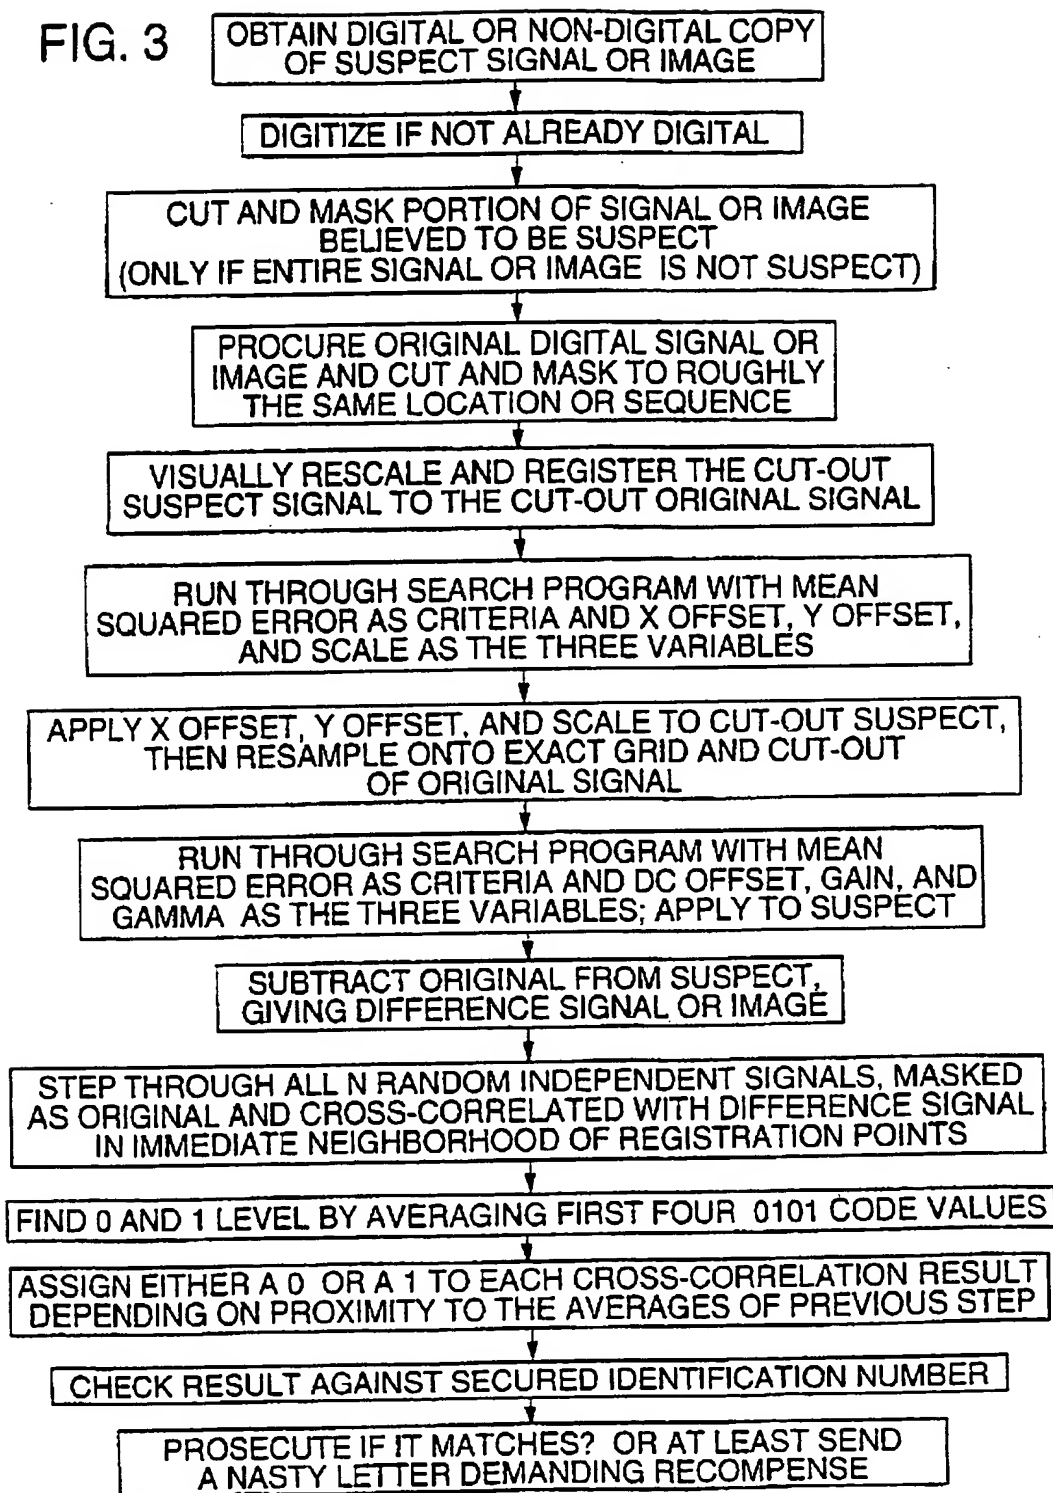 FIG. 3
OBTAIN DIGITAL OR NON-DIGITAL COPY
OF SUSPECT SIGNAL OR IMAGE
DIGITIZE IF NOT ALREADY DIGITAL
CUT AND MASK PORTION OF SIGNAL OR IMAGE
BELIEVED TO BE SUSPECT
(ONLY IF ENTIRE SIGNAL OR IMAGE IS NOT SUSPECT)
PROCURE ORIGINAL DIGITAL SIGNAL OR
IMAGE AND CUT AND MASK TO ROUGHLY
THE SAME LOCATION OR SEQUENCE
VISUALLY RESCALE AND REGISTER THE CUT-OUT
SUSPECT SIGNAL TO THE CUT-OUT ORIGINAL SIGNAL
RUN THROUGH SEARCH PROGRAM WITH MEAN
SQUARED ERROR AS CRITERIA AND X OFFSET, Y OFFSET,
AND SCALE AS THE THREE VARIABLES
APPLY X OFFSET, Y OFFSET, AND SCALE TO CUT-OUT SUSPECT,
THEN RESAMPLE ONTO EXACT GRID AND CUT-OUT
OF ORIGINAL SIGNAL
RUN THROUGH SEARCH PROGRAM WITH MEAN
SQUARED ERROR AS CRITERIA AND DC OFFSET, GAIN, AND
GAMMA AS THE THREE VARIABLES; APPLY TO SUSPECT
SUBTRACT ORIGINAL FROM SUSPECT,
GIVING DIFFERENCE SIGNAL OR IMAGE
STEP THROUGH ALL N RANDOM INDEPENDENT SIGNALS, MASKED
AS ORIGINAL AND CROSS-CORRELATED WITH DIFFERENCE SIGNAL
IN IMMEDIATE NEIGHBORHOOD OF REGISTRATION POINTS
FIND 0 AND 1 LEVEL BY AVERAGING FIRST FOUR 0101 CODE VALUES
ASSIGN EITHER A 0 OR A 1 TO EACH CROSS-CORRELATION RESULT
DEPENDING ON PROXIMITY TO THE AVERAGES OF PREVIOUS STEP
CHECK RESULT AGAINST SECURED IDENTIFICATION NUMBER
PROSECUTE IF IT MATCHES? OR AT LEAST SEND
A NASTY LETTER DEMANDING RECOMPENSE